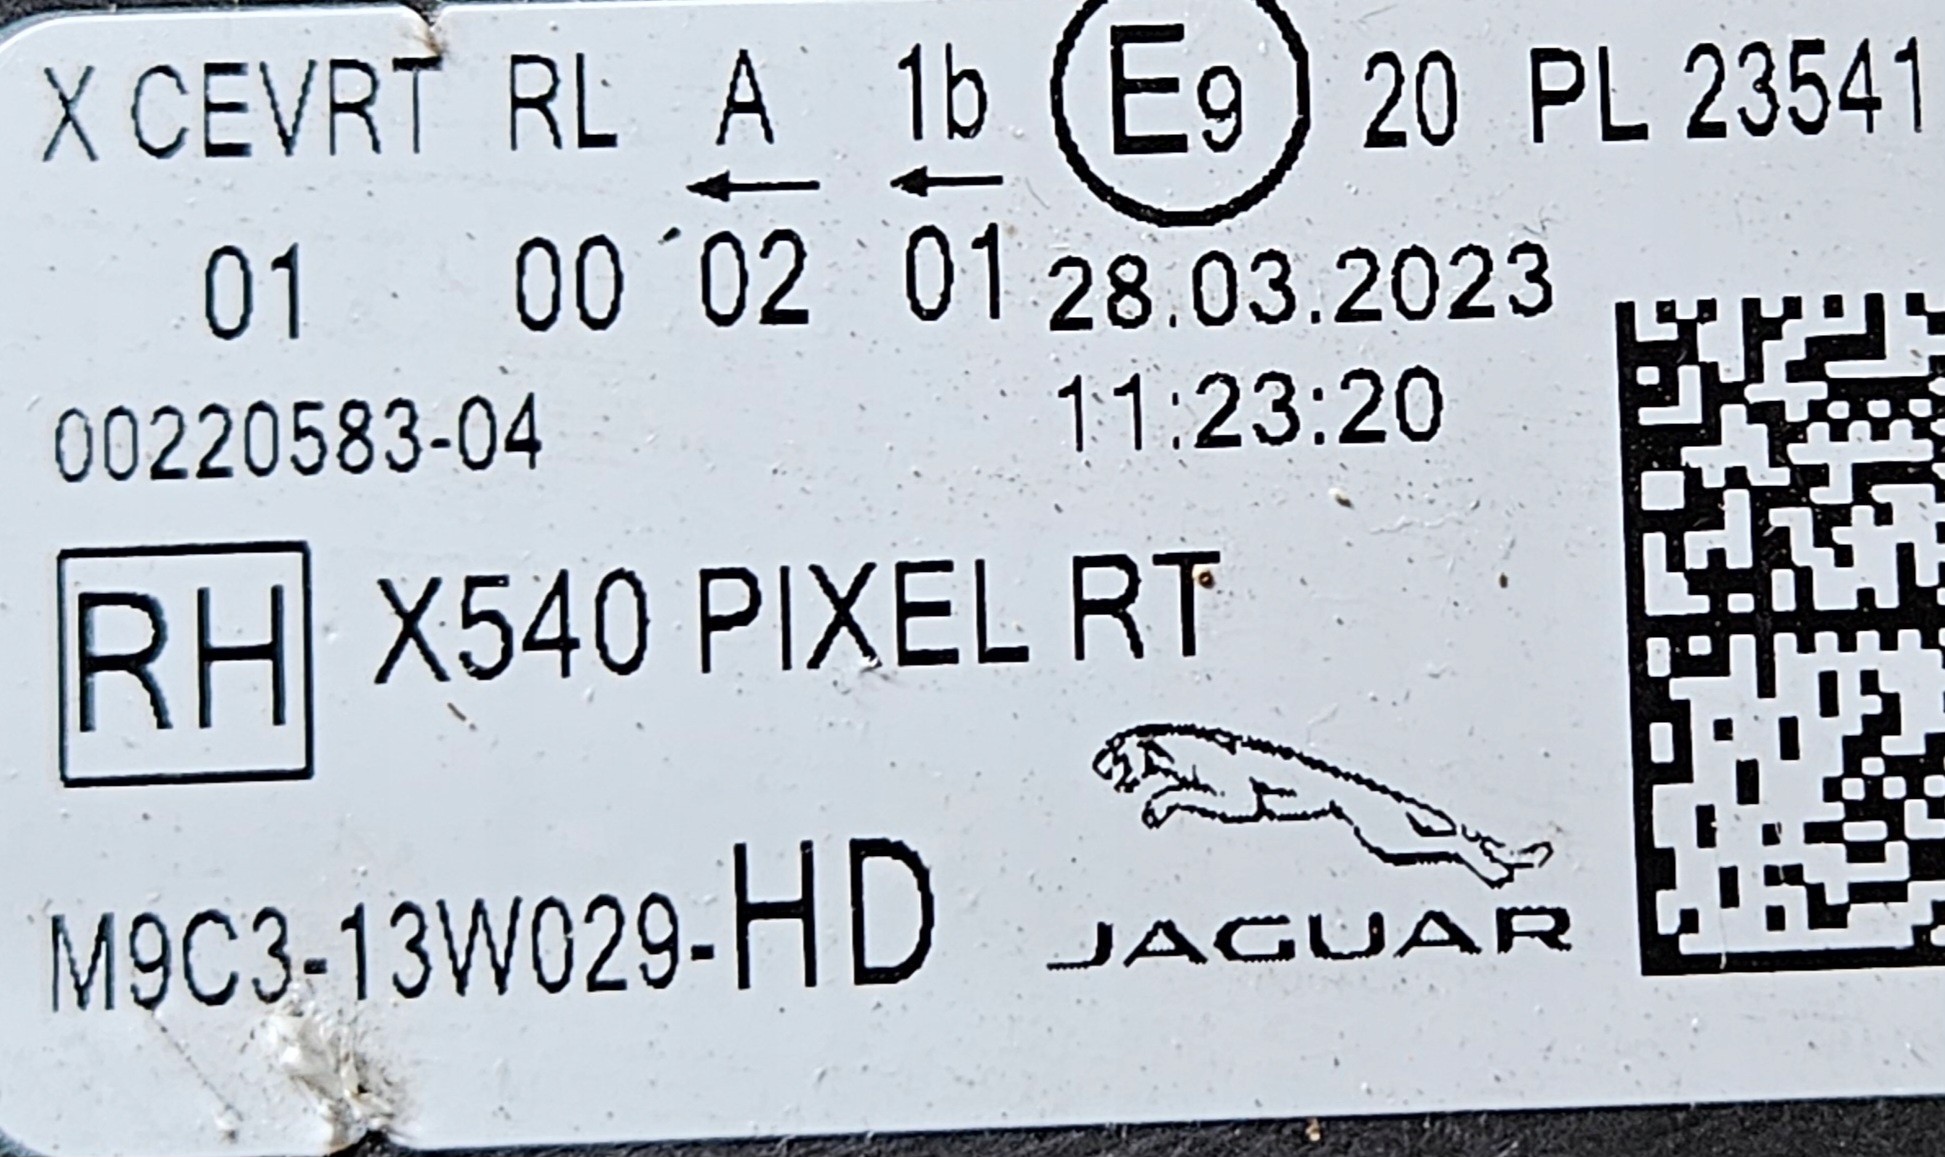 X CEVRT RL A 1b E9 20 PL 23541
01 00 02 01 28.03.2023
00220583-04 11:23:20
RH X540 PIXEL RT
M9C3-13W029-HD JAGUAR